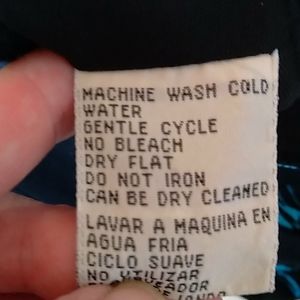 MACHINE WASH COLD
WATER
GENTLE CYCLE
NO BLEACH
DRY FLAT
DO NOT IRON
CAN BE DRY CLEANED
LAVAR A MAQUINA EN
AGUA FRIA
CICLO SUAVE
NO UTILIZAR